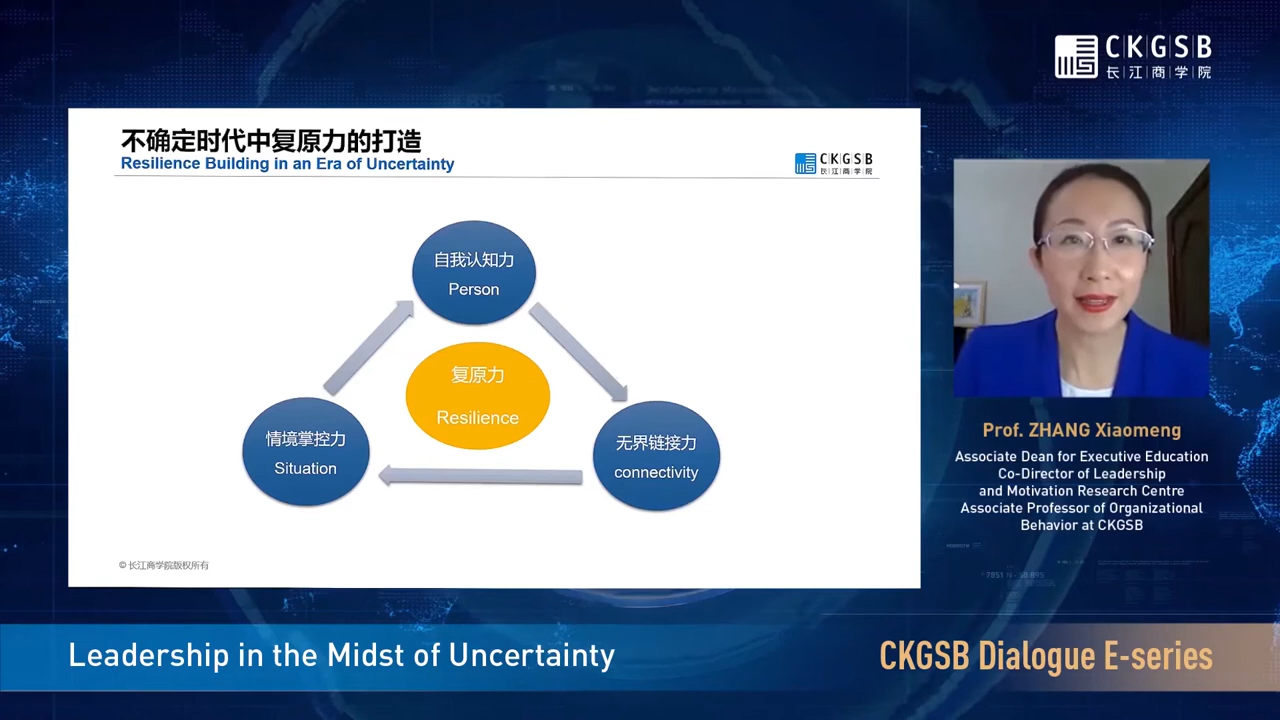 CKGSB
长江商学院
不确定时代中复原力的打造
Resilience Building in an Era of Uncertainty
CKGSB
长江商学院
自我认知力
Person
复原力
Resilience
情境掌控力
Situation
无界链接力
connectivity
© 长江商学院版权所有
Prof. ZHANG Xiaomeng
Associate Dean for Executive Education
Co-Director of Leadership
and Motivation Research Centre
Associate Professor of Organizational
Behavior at CKGSB
Leadership in the Midst of Uncertainty
CKGSB Dialogue E-series